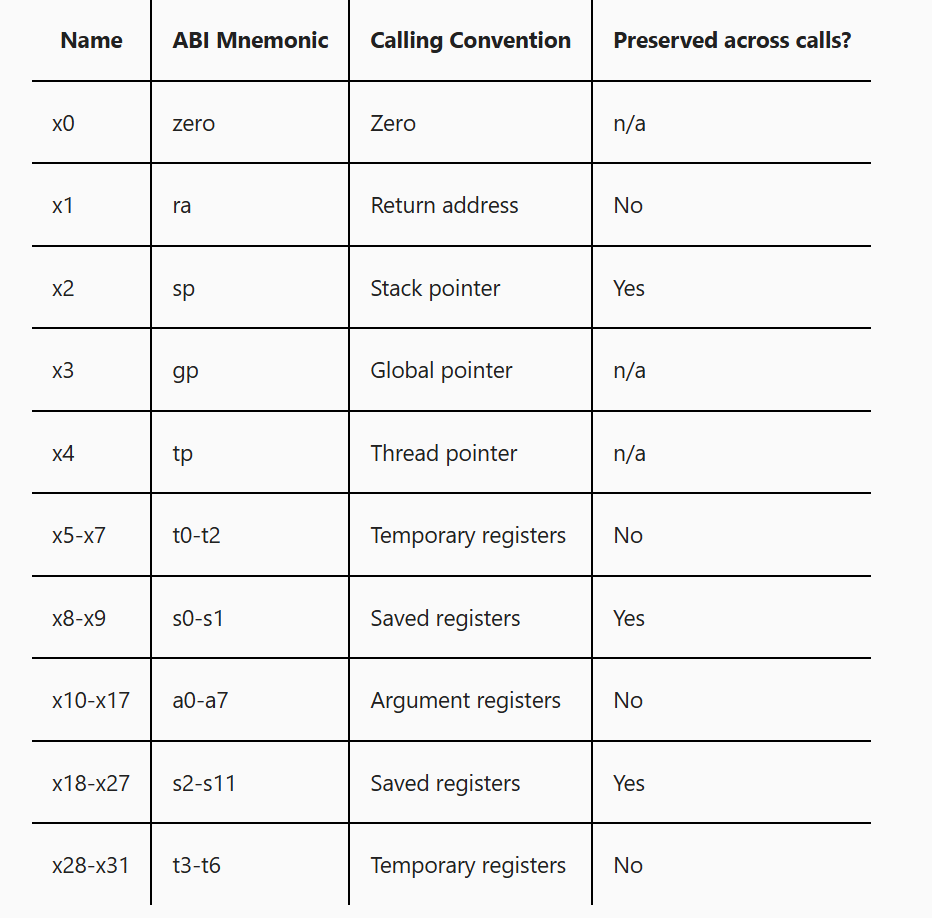 Name ABI Mnemonic Calling Convention Preserved across calls?
x0 zero Zero n/a
x1 ra Return address No
x2 sp Stack pointer Yes
x3 gp Global pointer n/a
x4 tp Thread pointer n/a
x5-x7 t0-t2 Temporary registers No
x8-x9 s0-s1 Saved registers Yes
x10-x17 a0-a7 Argument registers No
x18-x27 s2-s11 Saved registers Yes
x28-x31 t3-t6 Temporary registers No